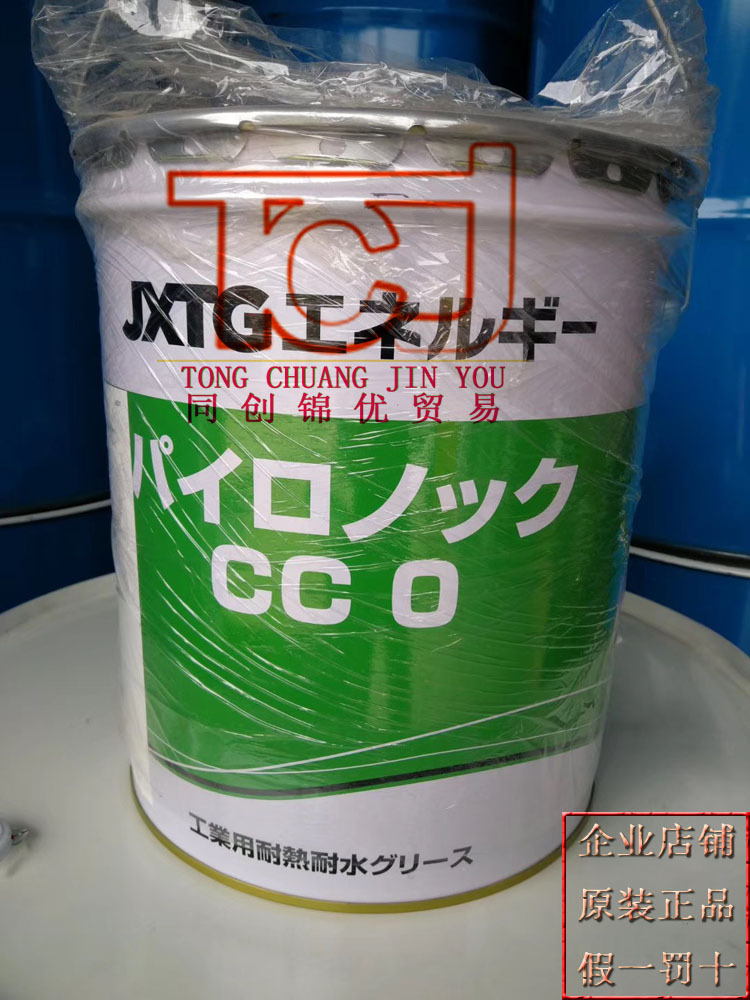 TCJ
JXTGエネルギー
TONG CHUANG JIN YOU
同创锦优贸易
パイロノック
CC 0
工業用耐熱耐水グリース
企业店铺
原装正品
假一罚十